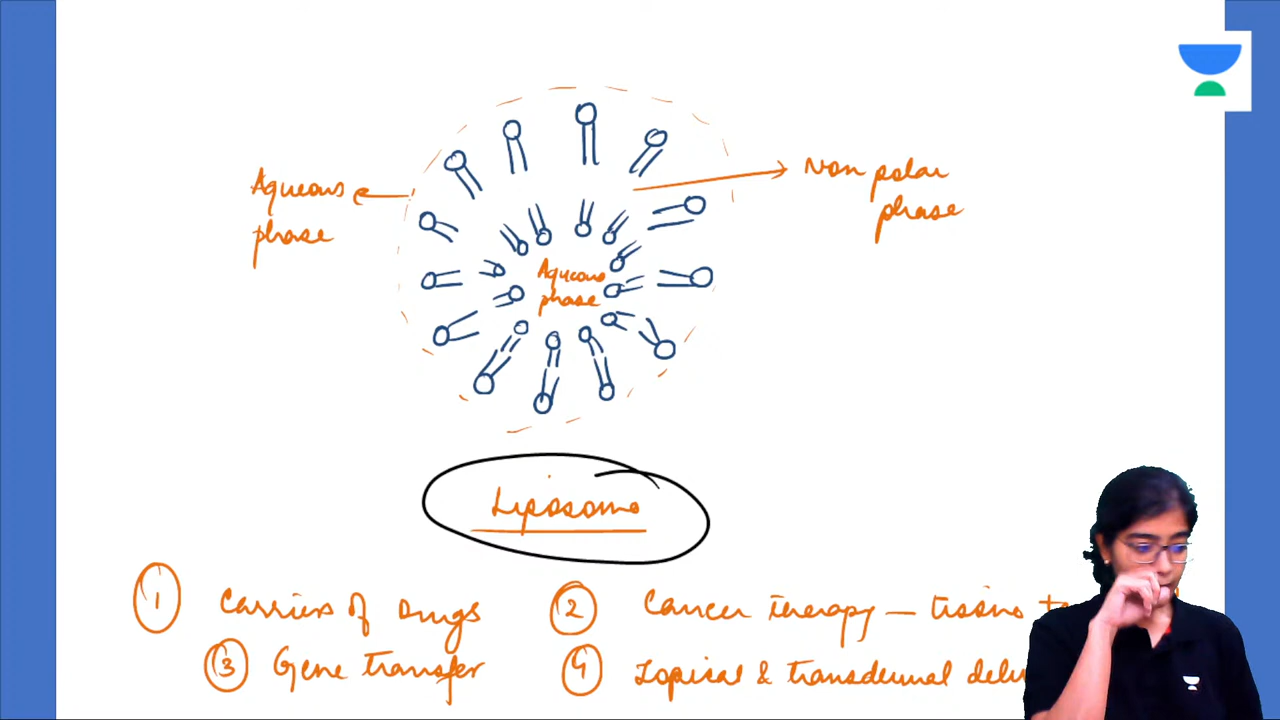 Aqueous
phase
Non polar
phase
Aqueous
phase
Liposome
1 Carriers of Drugs
2 Cancer therapy – tissue
3 Gene transfer
4 Topical & transdermal